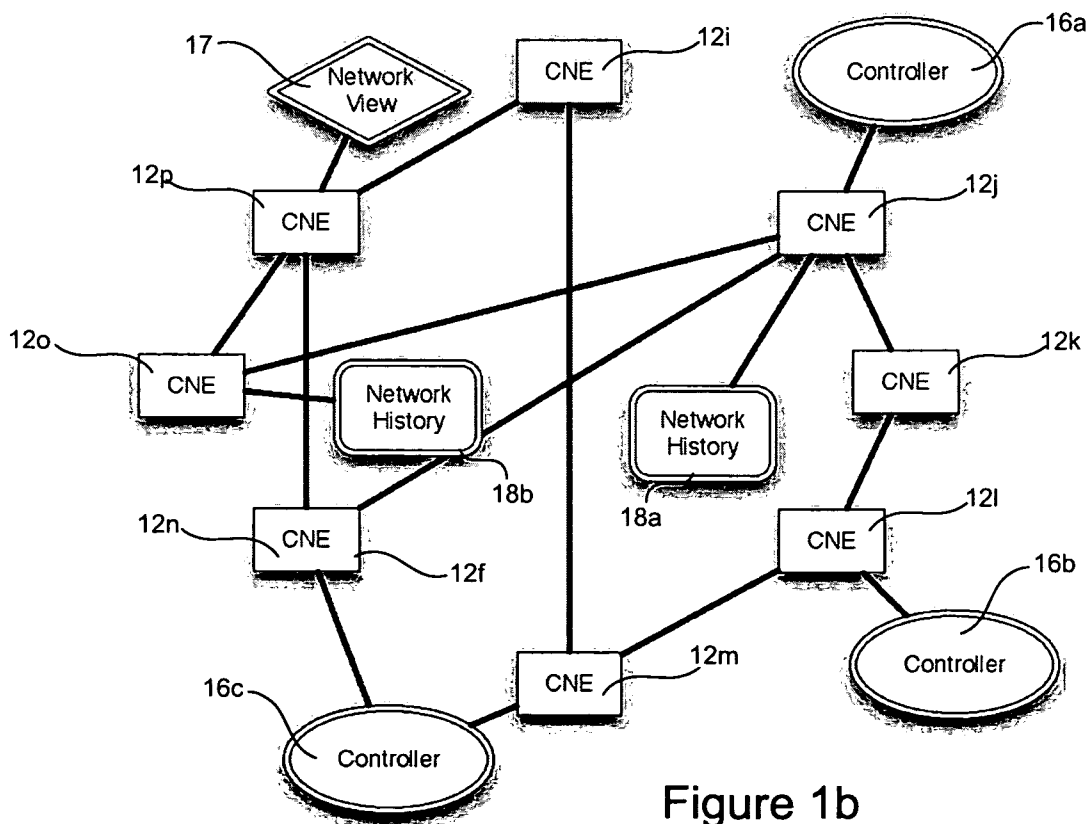 17
Network
View
CNE
12i
Controller
16a
12p
CNE
CNE
12j
12o
CNE
Network
History
18b
Network
History
18a
CNE
12k
12n
CNE
12f
CNE
12l
16b
Controller
CNE
12m
16c
Controller
Figure 1b